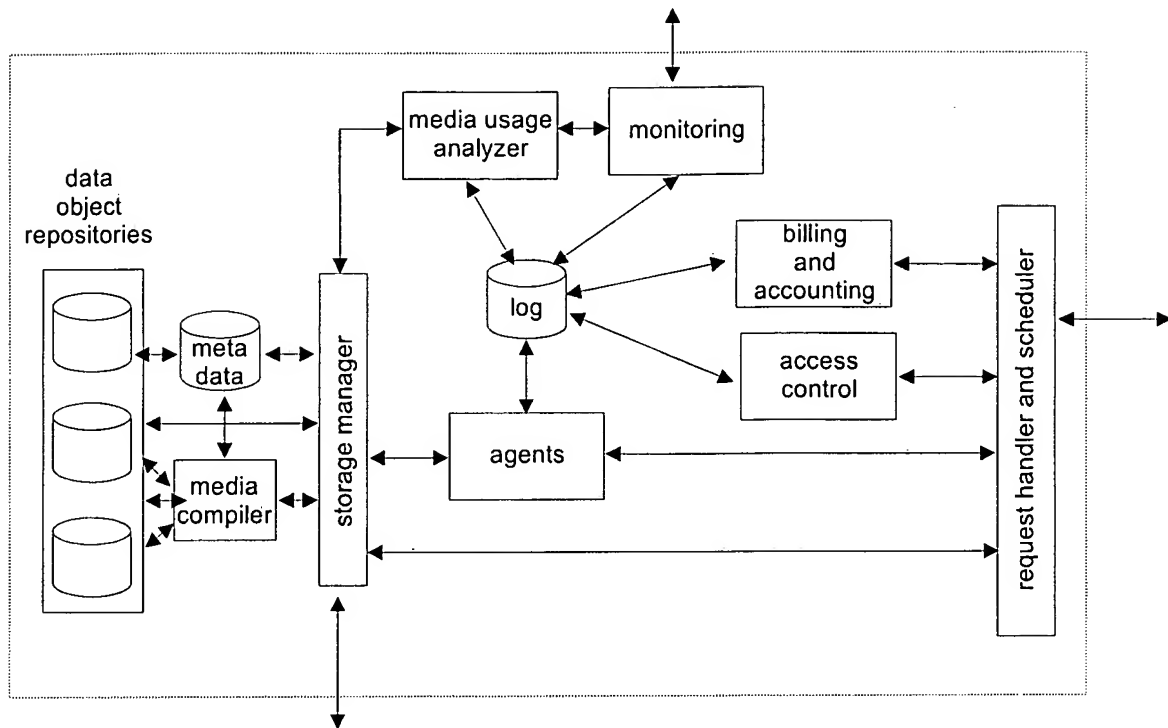 media usage
analyzer
monitoring
data
object
repositories
billing
and
accounting
log
meta
data
access
control
storage manager
agents
media
compiler
request handler and scheduler